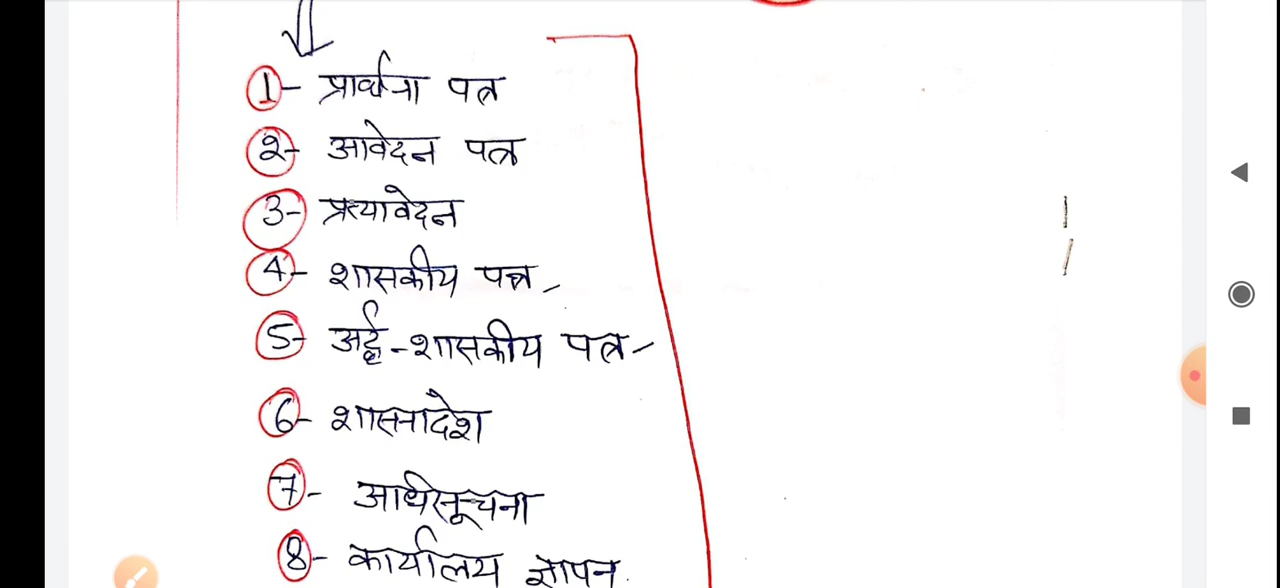 1- प्रार्थना पत्र
2- आवेदन पत्र
3- प्रत्यावेदन
4- शासकीय पत्र -
5- अर्द्ध - शासकीय पत्र -
6- शासनादेश
7- अधिसूचना
8- कार्यालय ज्ञापन